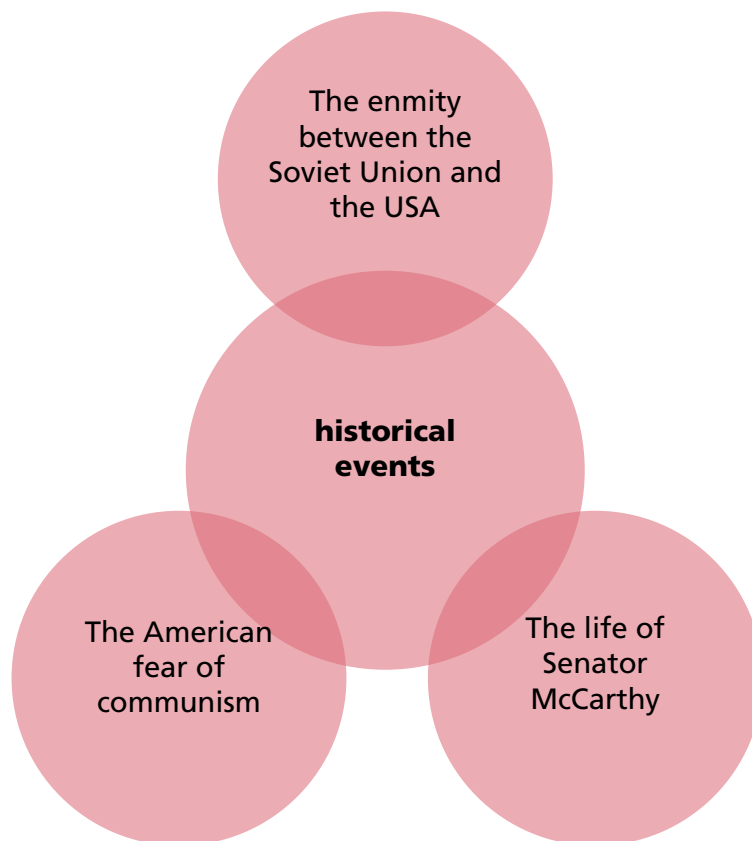 The enmity
between the
Soviet Union and
the USA
historical
events
The American
fear of
communism
The life of
Senator
McCarthy